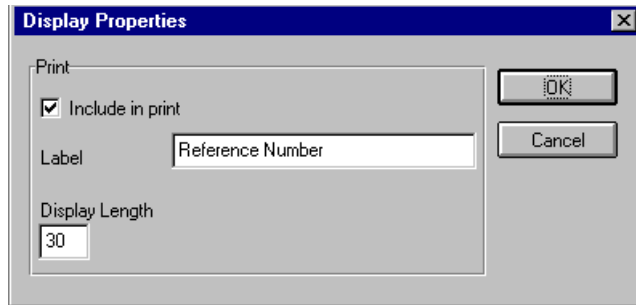 Display Properties
Print
Include in print
Label Reference Number
Display Length
30
OK
Cancel